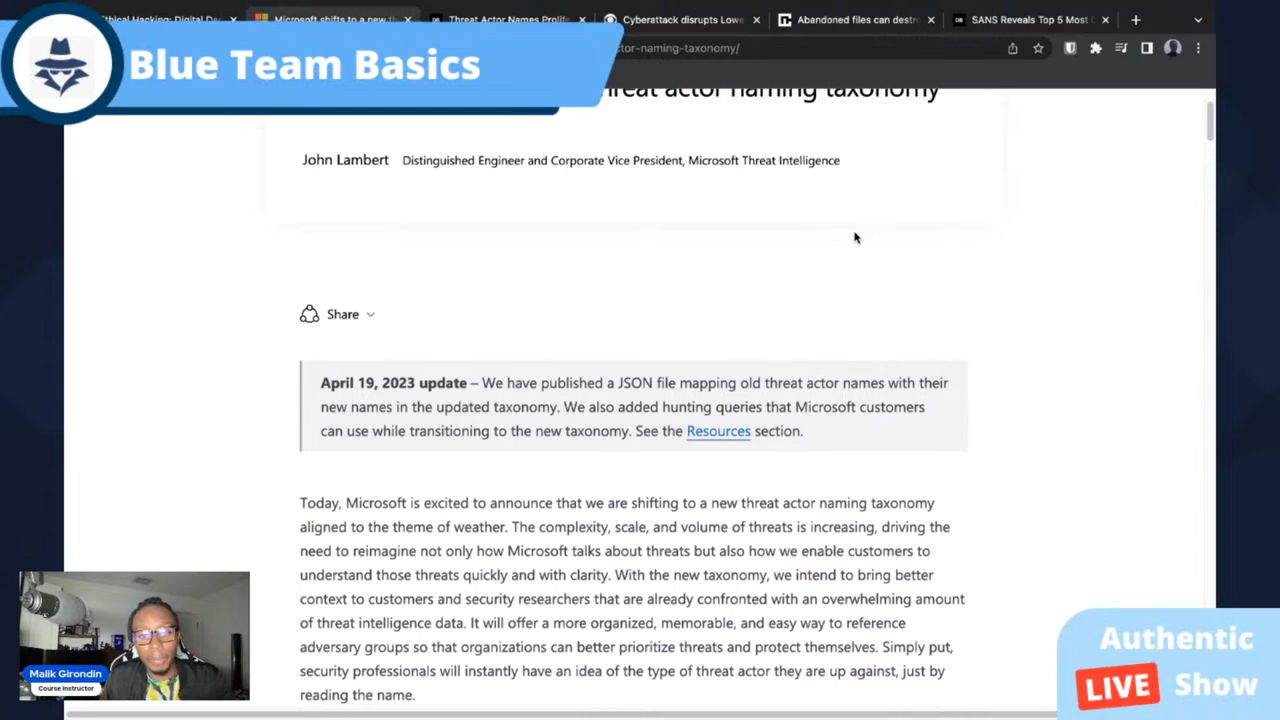 Ethical Hacking: Digital Da
Microsoft shifts to a new th
Threat Actor Names Prolife
Cyberattack disrupts Lowe
Abandoned files can destro
SANS Reveals Top 5 Most
Blue Team Basics
ctor-naming-taxonomy/
threat actor naming taxonomy
John Lambert Distinguished Engineer and Corporate Vice President, Microsoft Threat Intelligence
Share
April 19, 2023 update – We have published a JSON file mapping old threat actor names with their
new names in the updated taxonomy. We also added hunting queries that Microsoft customers
can use while transitioning to the new taxonomy. See the Resources section.
Today, Microsoft is excited to announce that we are shifting to a new threat actor naming taxonomy
aligned to the theme of weather. The complexity, scale, and volume of threats is increasing, driving the
need to reimagine not only how Microsoft talks about threats but also how we enable customers to
understand those threats quickly and with clarity. With the new taxonomy, we intend to bring better
context to customers and security researchers that are already confronted with an overwhelming amount
of threat intelligence data. It will offer a more organized, memorable, and easy way to reference
adversary groups so that organizations can better prioritize threats and protect themselves. Simply put,
security professionals will instantly have an idea of the type of threat actor they are up against, just by
reading the name.
Malik Girondin
Course Instructor
Authentic
LIVE Show